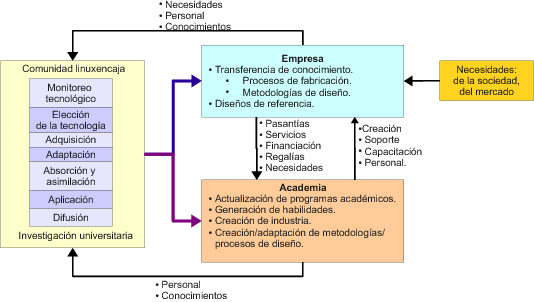 • Necesidades
• Personal
• Conocimientos
Comunidad linuxencaja
Monitoreo
tecnológico
Elección
de la tecnología
Adquisición
Adaptación
Absorción y
asimilación
Aplicación
Difusión
Investigación universitaria
Empresa
• Transferencia de conocimiento.
• Procesos de fabricación.
• Metodologías de diseño.
• Diseños de referencia.
Necesidades:
de la sociedad,
del mercado
• Pasantías
• Servicios
• Financiación
• Regalías
• Necesidades
•Creación
• Soporte
• Capacitación
• Personal.
Academia
• Actualización de programas académicos.
• Generación de habilidades.
• Creación de industria.
• Creación/adaptación de metodologías/
procesos de diseño.
• Personal
• Conocimientos